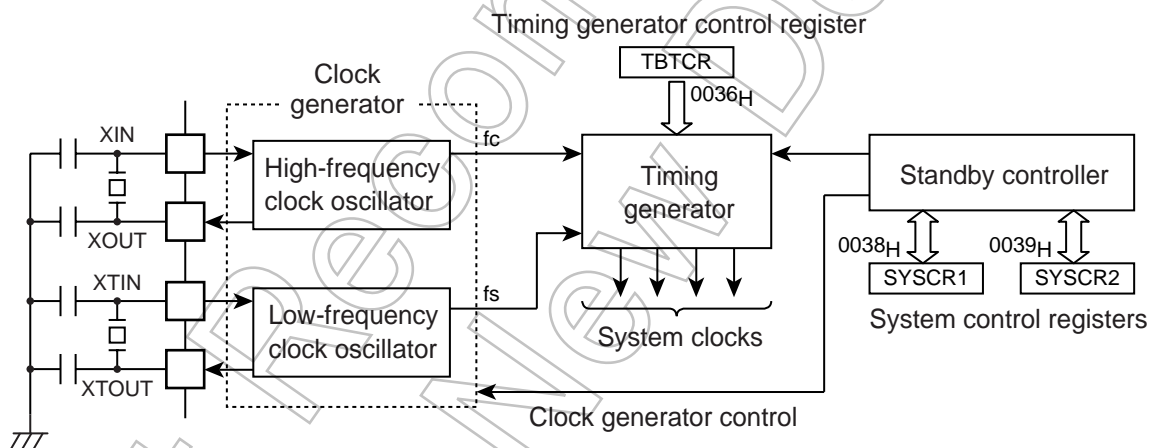 Timing generator control register
TBTCR
0036H
Clock
generator
XIN
XOUT
XTIN
XTOUT
High-frequency
clock oscillator
fc
Low-frequency
clock oscillator
fs
Timing
generator
System clocks
Standby controller
0038H
0039H
SYSCR1
SYSCR2
System control registers
Clock generator control